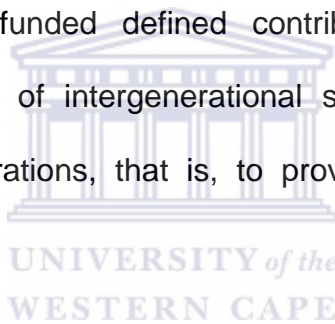 funded defined contrib
of intergenerational s
rations, that is, to prov
UNIVERSITY of the
WESTERN CAPE